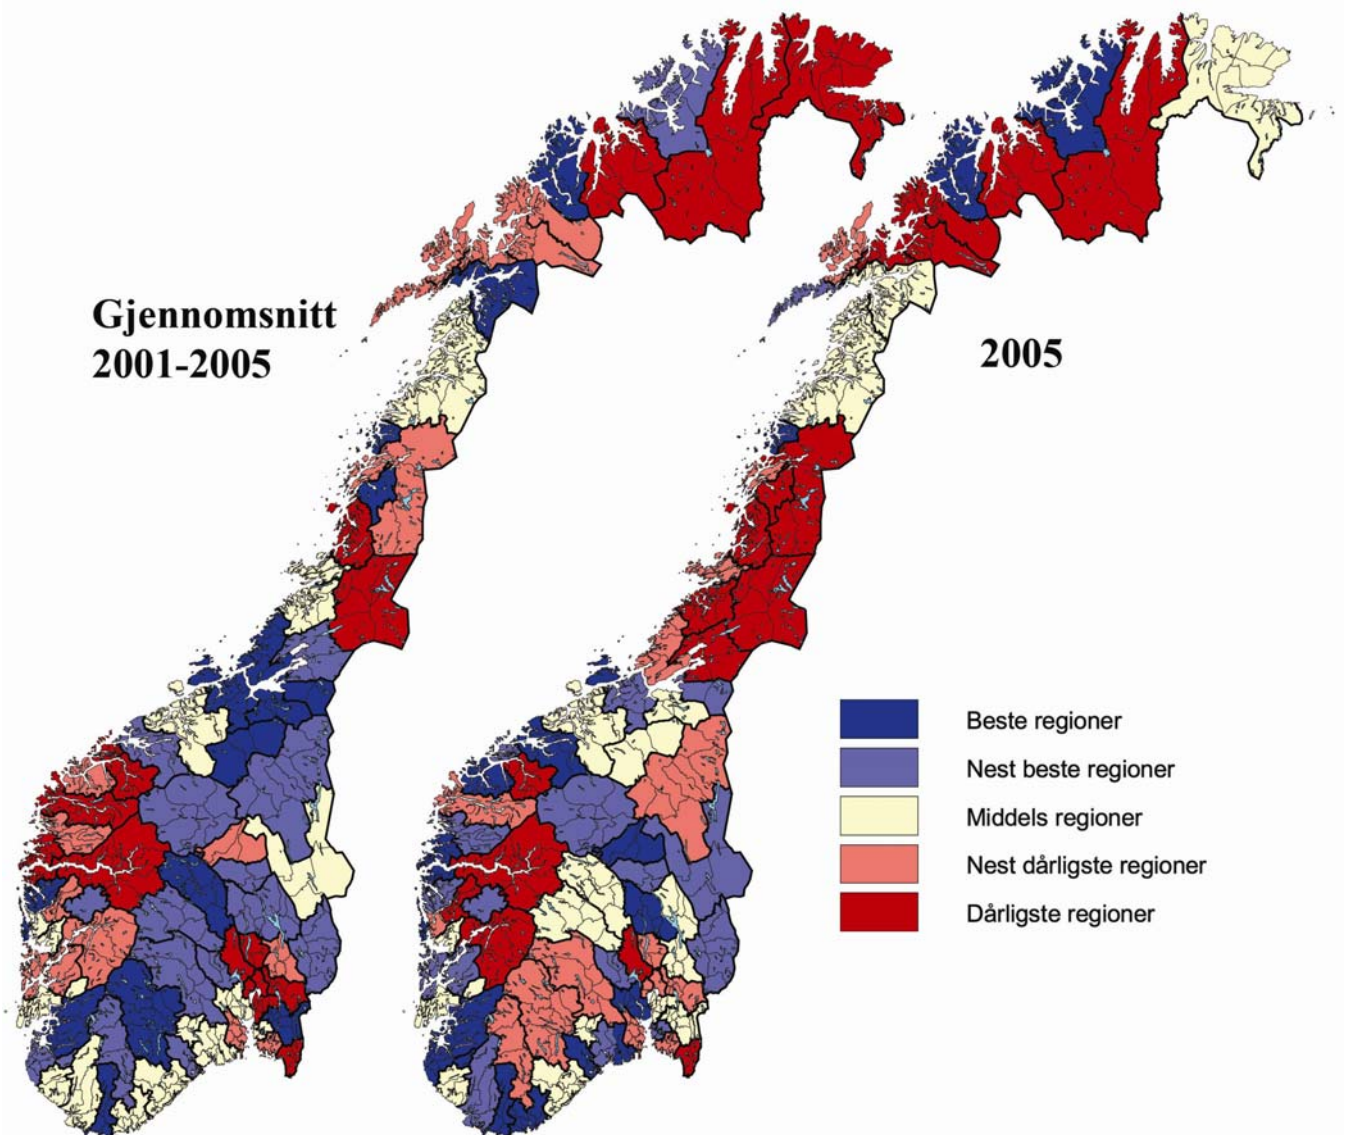 Gjennomsnitt
2001-2005
2005
Beste regioner
Nest beste regioner
Middels regioner
Nest dårligste regioner
Dårligste regioner